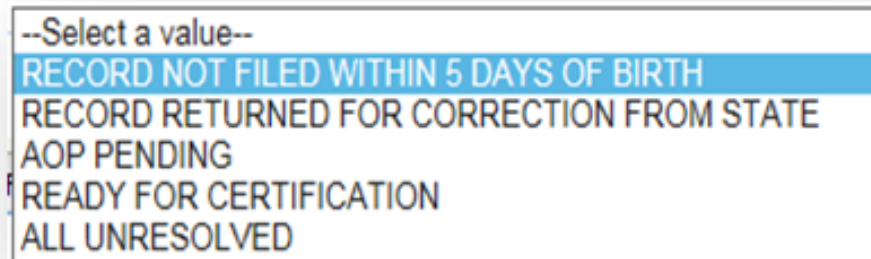 --Select a value--
RECORD NOT FILED WITHIN 5 DAYS OF BIRTH
RECORD RETURNED FOR CORRECTION FROM STATE
AOP PENDING
READY FOR CERTIFICATION
ALL UNRESOLVED